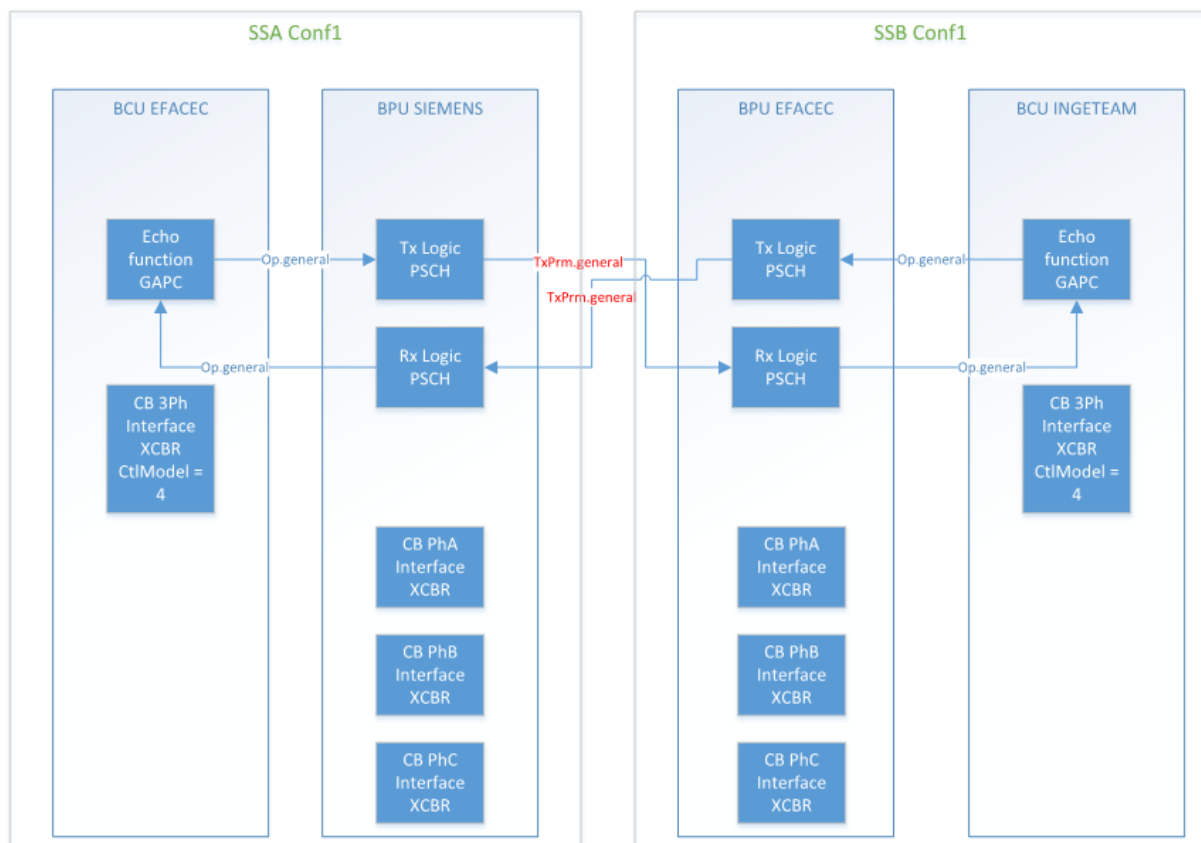 SSA Conf1
SSB Conf1
BCU EFACEC
BPU SIEMENS
BPU EFACEC
BCU INGETEAM
Echo
function
GAPC
Op.general
Tx Logic
PSCH
TxPrm.general
TxPrm.general
Tx Logic
PSCH
Op.general
Echo
function
GAPC
Op.general
Rx Logic
PSCH
Rx Logic
PSCH
Op.general
CB 3Ph
Interface
XCBR
CtlModel =
4
CB 3Ph
Interface
XCBR
CtlModel =
4
CB PhA
Interface
XCBR
CB PhA
Interface
XCBR
CB PhB
Interface
XCBR
CB PhB
Interface
XCBR
CB PhC
Interface
XCBR
CB PhC
Interface
XCBR